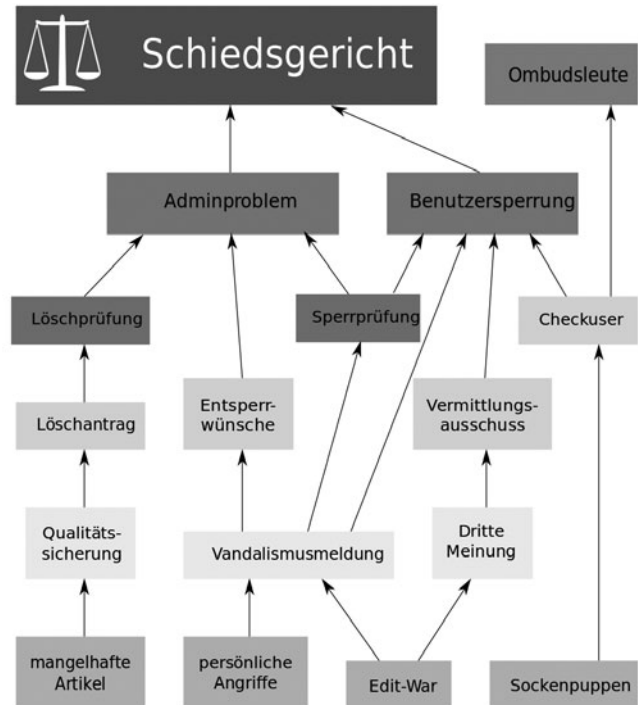 Schiedsgericht
Ombudsleute
Adminproblem
Benutzersperrung
Löschprüfung
Sperrprüfung
Checkuser
Löschantrag
Entsperr-
wünsche
Vermittlungs-
ausschuss
Qualitäts-
sicherung
Vandalismusmeldung
Dritte
Meinung
mangelhafte
Artikel
persönliche
Angriffe
Edit-War
Sockenpuppen